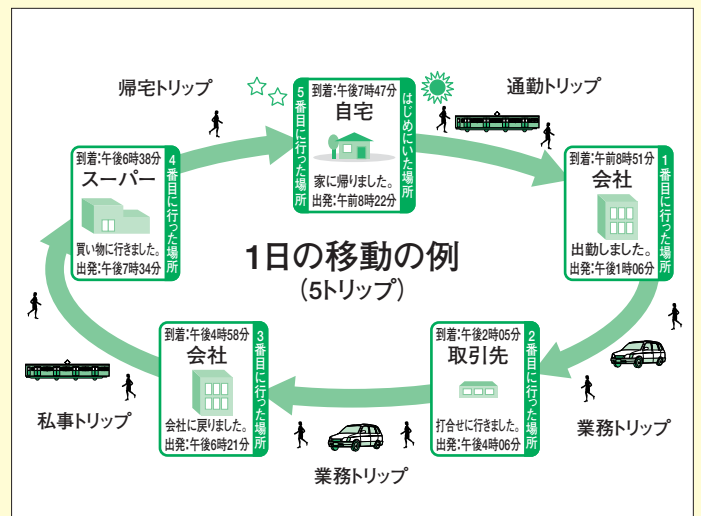 帰宅トリップ
5番目に行った場所
到着:午後7時47分
自宅
家に帰りました。
出発:午前8時22分
はじめにいた場所
通勤トリップ
到着:午前8時51分
会社
出勤しました。
出発:午後1時06分
1番目に行った場所
業務トリップ
到着:午後2時05分
取引先
打合せに行きました。
出発:午後4時06分
2番目に行った場所
業務トリップ
到着:午後4時58分
会社
会社に戻りました。
出発:午後6時21分
3番目に行った場所
私事トリップ
到着:午後6時38分
スーパー
買い物に行きました。
出発:午後7時34分
4番目に行った場所
1日の移動の例
(5トリップ)